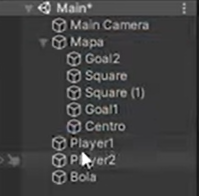 Main*
Main Camera
Mapa
Goal2
Square
Square (1)
Goal1
Centro
Player1
Player2
Bola